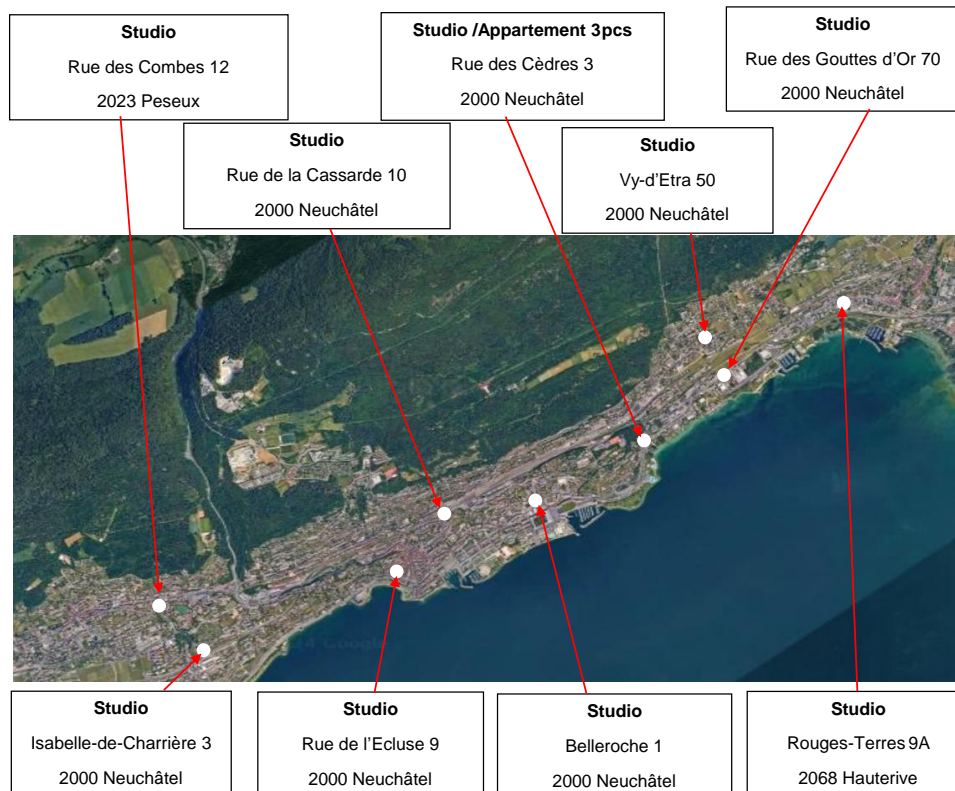 Studio
Rue des Combes 12
2023 Peseux
Studio /Appartement 3pcs
Rue des Cèdres 3
2000 Neuchâtel
Studio
Rue des Gouttes d'Or 70
2000 Neuchâtel
Studio
Rue de la Cassarde 10
2000 Neuchâtel
Studio
Vy-d'Etra 50
2000 Neuchâtel
Studio
Isabelle-de-Charrière 3
2000 Neuchâtel
Studio
Rue de l'Ecluse 9
2000 Neuchâtel
Studio
Belleroche 1
2000 Neuchâtel
Studio
Rouges-Terres 9A
2068 Hauterive